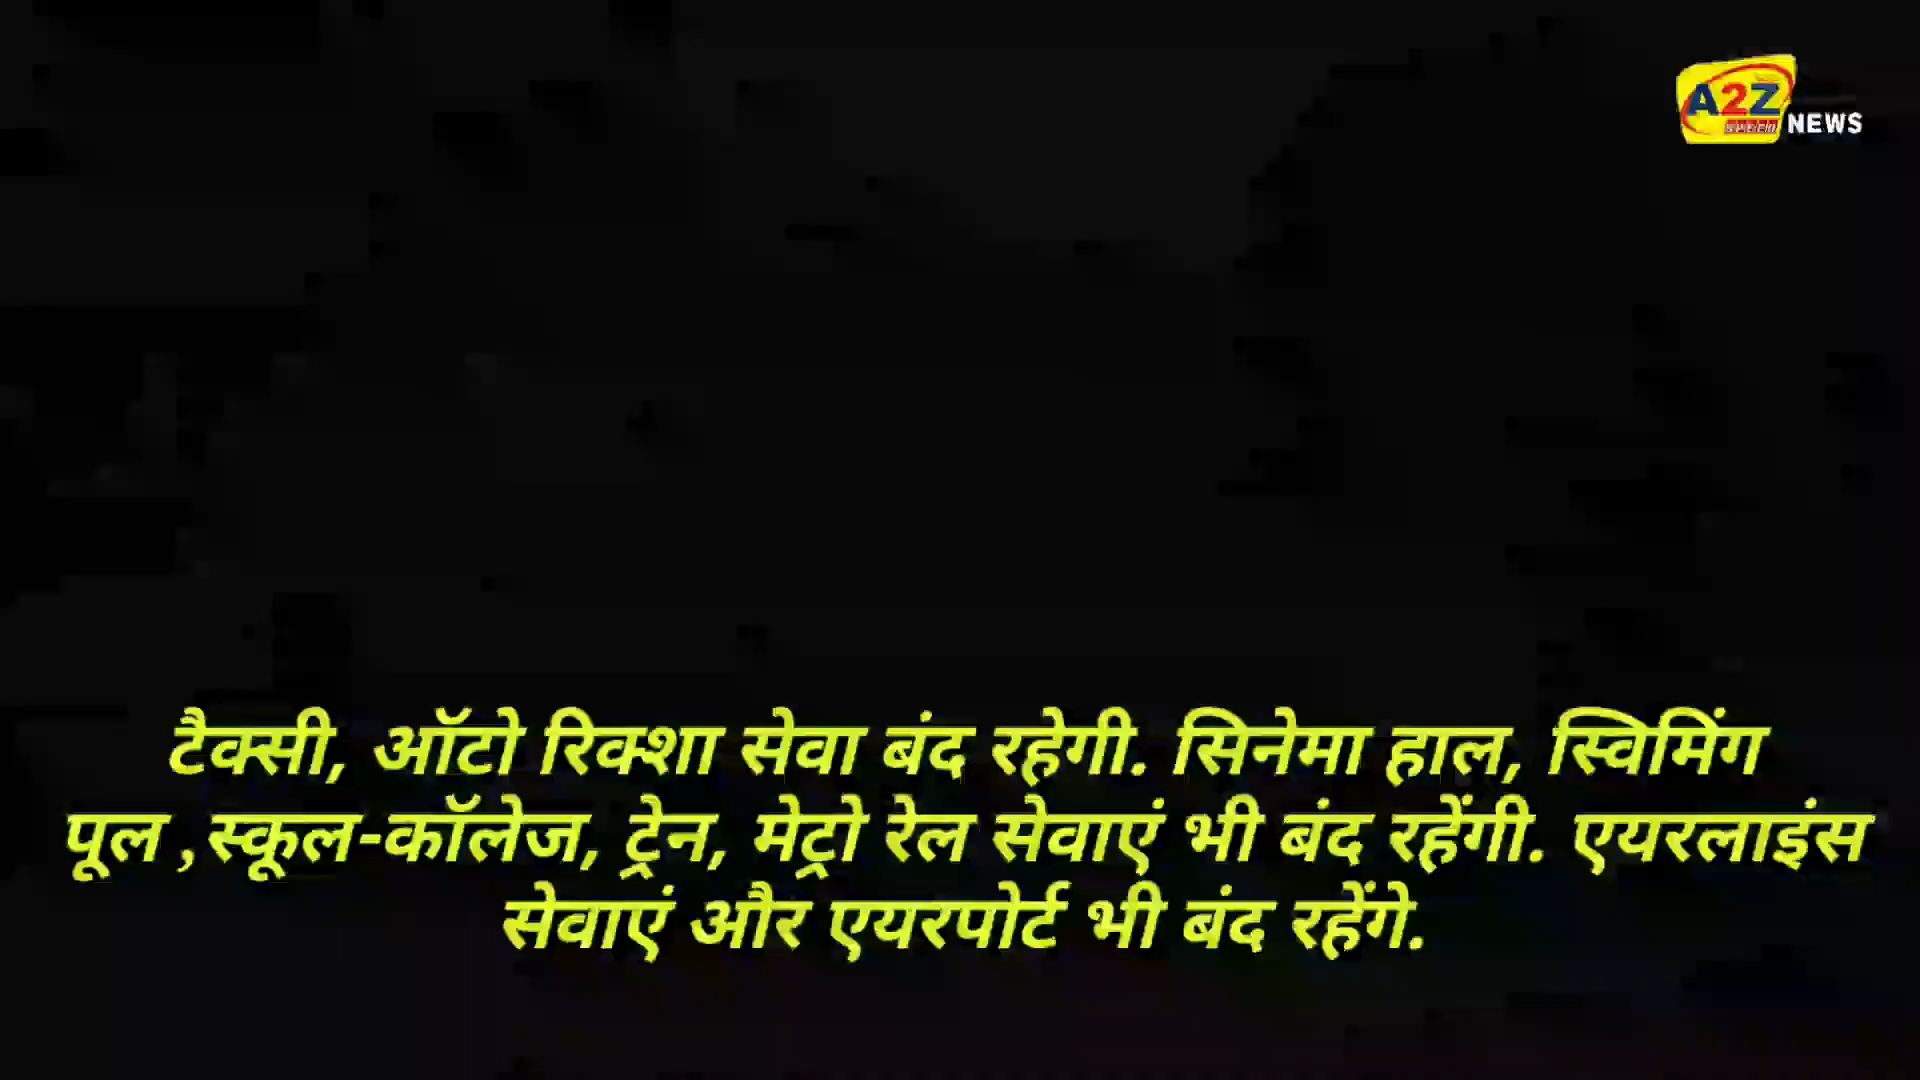 A2Z
NEWS
टैक्सी, ऑटो रिक्शा सेवा बंद रहेगी. सिनेमा हाल, स्विमिंग
पूल ,स्कूल-कॉलेज, ट्रेन, मेट्रो रेल सेवाएं भी बंद रहेंगी. एयरलाइंस
सेवाएं और एयरपोर्ट भी बंद रहेंगे.